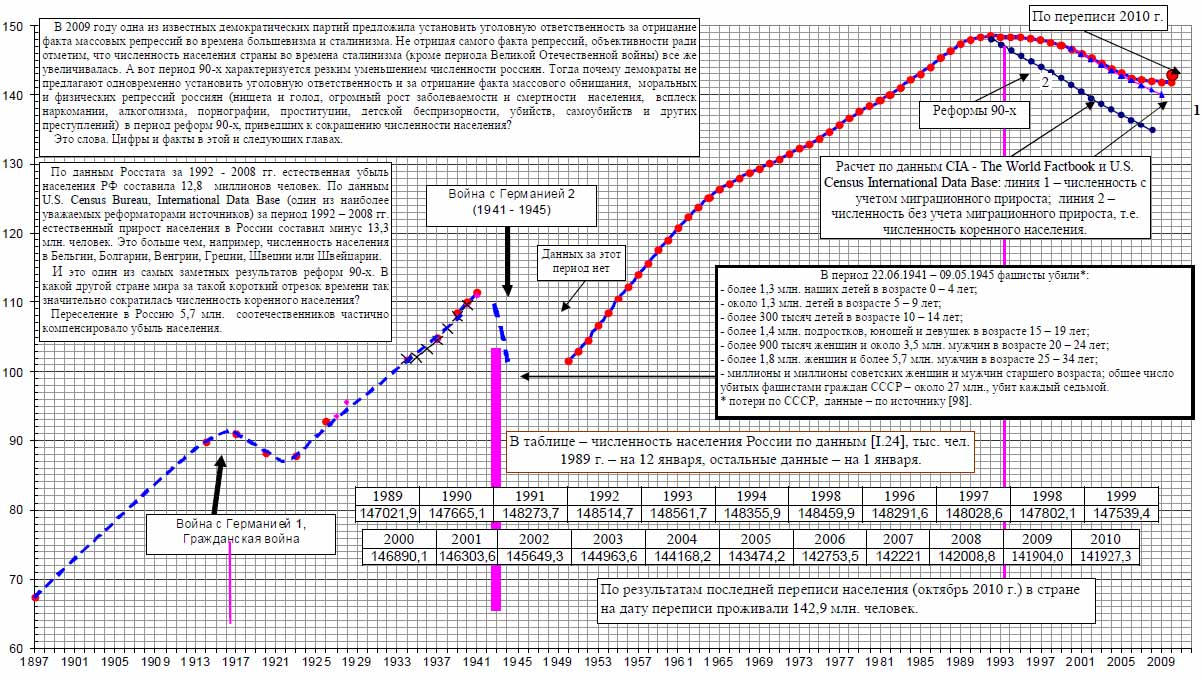 В 2009 году одна из известных демократических партий предложила установить уголовную ответственность за отрицание
факта массовых репрессий во времена большевизма и сталинизма. Не отрицая самого факта репрессий, объективности ради
отметим, что численность населения страны во времена сталинизма (кроме периода Великой Отечественной войны) все же
увеличивалась. А вот период 90-х характеризуется резким уменьшением численности россиян. Тогда почему демократы не
предлагают одновременно установить уголовную ответственность и за отрицание факта массового обнищания, моральных
и физических репрессий россиян (нищета и голод, огромный рост заболеваемости и смертности населения, всплеск
наркомании, алкоголизма, порнографии, проституции, детской беспризорности, убийств, самоубийств и других
преступлений) в период реформ 90-х, приведших к сокращению численности населения?
Это слова. Цифры и факты в этой и следующих главах.
По переписи 2010 г.
2
1
Реформы 90-х
Расчет по данным CIA - The World Factbook и U.S.
Census International Data Base: линия 1 – численность с
учетом миграционного прироста; линия 2 –
численность без учета миграционного прироста, т.е.
численность коренного населения.
По данным Росстата за 1992 - 2008 гг. естественная убыль
населения РФ составила 12,8 миллионов человек. По данным
U.S. Census Bureau, International Data Base (один из наиболее
уважаемых реформаторами источников) за период 1992 – 2008 гг.
естественный прирост населения в России составил минус 13,3
млн. человек. Это больше чем, например, численность населения
в Бельгии, Болгарии, Венгрии, Греции, Швеции или Швейцарии.
И это один из самых заметных результатов реформ 90-х. В
какой другой стране мира за такой короткий отрезок времени так
значительно сократилась численность коренного населения?
Переселение в Россию 5,7 млн. соотечественников частично
компенсировало убыль населения.
Война с Германией 2
(1941 - 1945)
Данных за этот
период нет
В период 22.06.1941 – 09.05.1945 фашисты убили*:
- более 1,3 млн. наших детей в возрасте 0 – 4 лет;
- около 1,3 млн. детей в возрасте 5 – 9 лет;
- более 300 тысяч детей в возрасте 10 – 14 лет;
- более 1,4 млн. подростков, юношей и девушек в возрасте 15 – 19 лет;
- более 900 тысяч женщин и около 3,5 млн. мужчин в возрасте 20 – 24 лет;
- более 1,8 млн. женщин и более 5,7 млн. мужчин в возрасте 25 – 34 лет;
- миллионы и миллионы советских женщин и мужчин старшего возраста; общее число
убитых фашистами граждан СССР – около 27 млн., убит каждый седьмой.
* потери по СССР, данные – по источнику [98].
Война с Германией 1,
Гражданская война
В таблице – численность населения России по данным [I.24], тыс. чел.
1989 г. – на 12 января, остальные данные – на 1 января.
1989 1990 1991 1992 1993 1994 1998 1996 1997 1998 1999
147021,9 147665,1 148273,7 148514,7 148561,7 148355,9 148459,9 148291,6 148028,6 147802,1 147539,4
2000 2001 2002 2003 2004 2005 2006 2007 2008 2009 2010
146890,1 146303,6 145649,3 144963,6 144168,2 143474,2 142753,5 142221 142008,8 141904,0 141927,3
По результатам последней переписи населения (октябрь 2010 г.) в стране
на дату переписи проживали 142,9 млн. человек.
150
140
130
120
110
100
90
80
70
60
1897 1901 1905 1909 1913 1917 1921 1925 1929 1933 1937 1941 1945 1949 1953 1957 1961 1965 1969 1973 1977 1981 1985 1989 1993 1997 2001 2005 2009